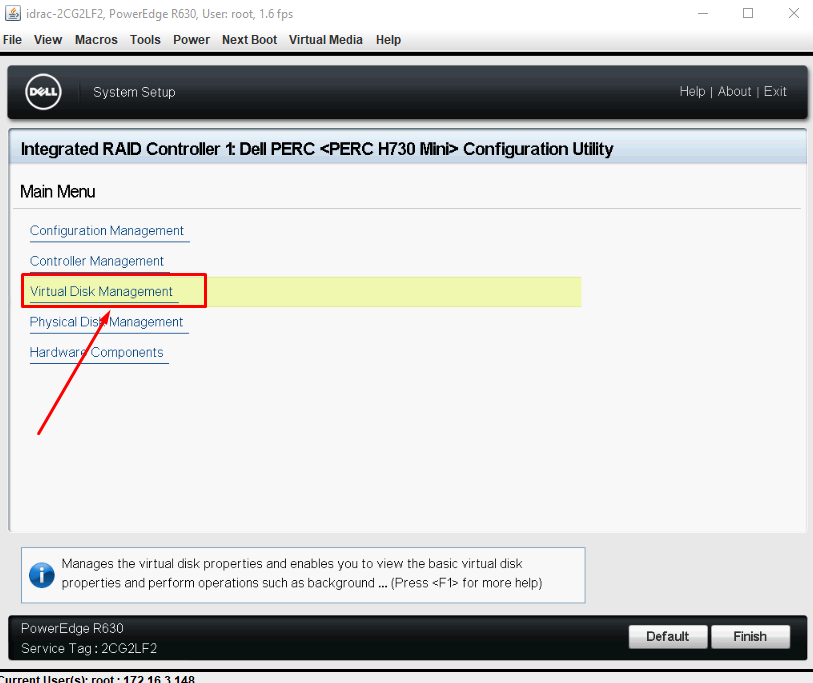 idrac-2CG2LF2, PowerEdge R630, User: root, 1.6 fps
File View Macros Tools Power Next Boot Virtual Media Help
DELL System Setup Help | About | Exit
Integrated RAID Controller 1: Dell PERC <PERC H730 Mini> Configuration Utility
Main Menu
Configuration Management
Controller Management
Virtual Disk Management
Physical Disk Management
Hardware Components
Manages the virtual disk properties and enables you to view the basic virtual disk
properties and perform operations such as background ... (Press <F1> for more help)
PowerEdge R630
Service Tag : 2CG2LF2
Default Finish
Current User(s): root : 172.16.3.148